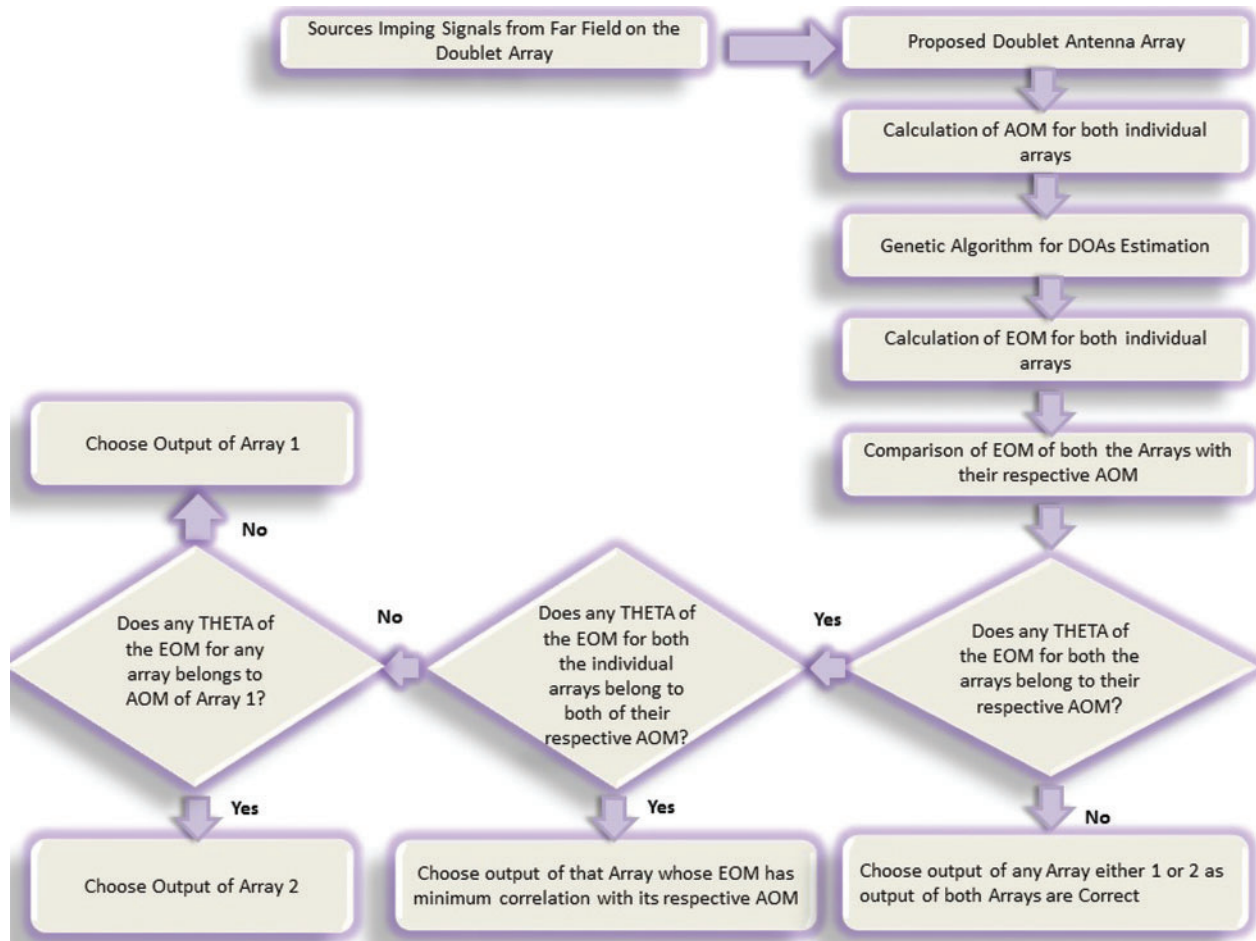 Sources Imping Signals from Far Field on the
Doublet Array
Proposed Doublet Antenna Array
Calculation of AOM for both individual
arrays
Genetic Algorithm for DOAs Estimation
Calculation of EOM for both individual
arrays
Comparison of EOM of both the Arrays with
their respective AOM
Does any THETA of
the EOM for both the
arrays belong to their
respective AOM?
No
Choose output of any Array either 1 or 2 as
output of both Arrays are Correct
Yes
Does any THETA of
the EOM for both
the individual
arrays belong to
both of their
respective AOM?
Yes
Choose output of that Array whose EOM has
minimum correlation with its respective AOM
No
Does any THETA of
the EOM for any
array belongs to
AOM of Array 1?
No
Choose Output of Array 1
Yes
Choose Output of Array 2